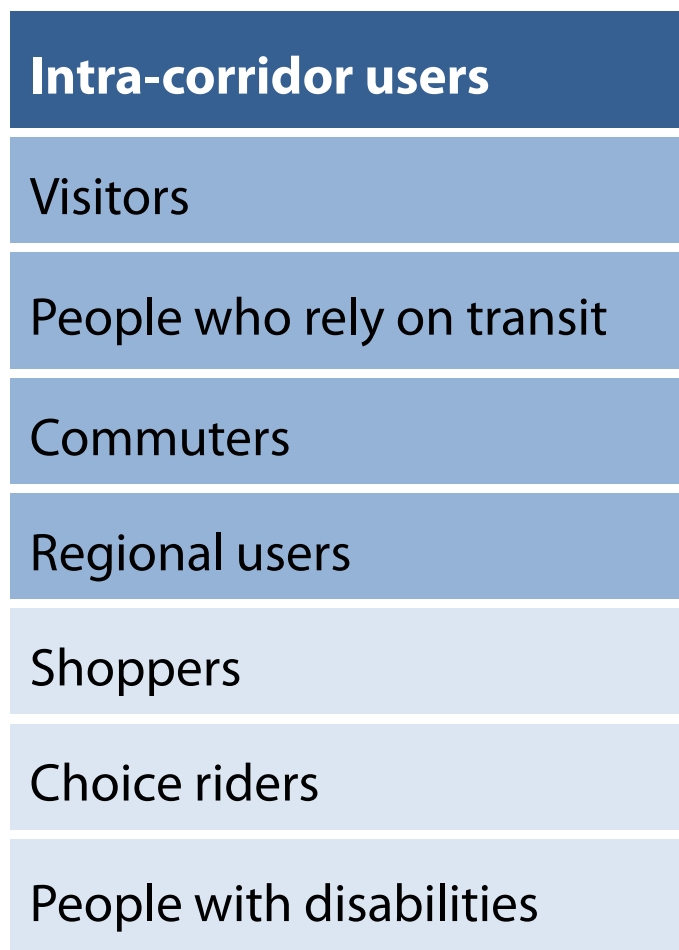 Intra-corridor users
Visitors
People who rely on transit
Commuters
Regional users
Shoppers
Choice riders
People with disabilities